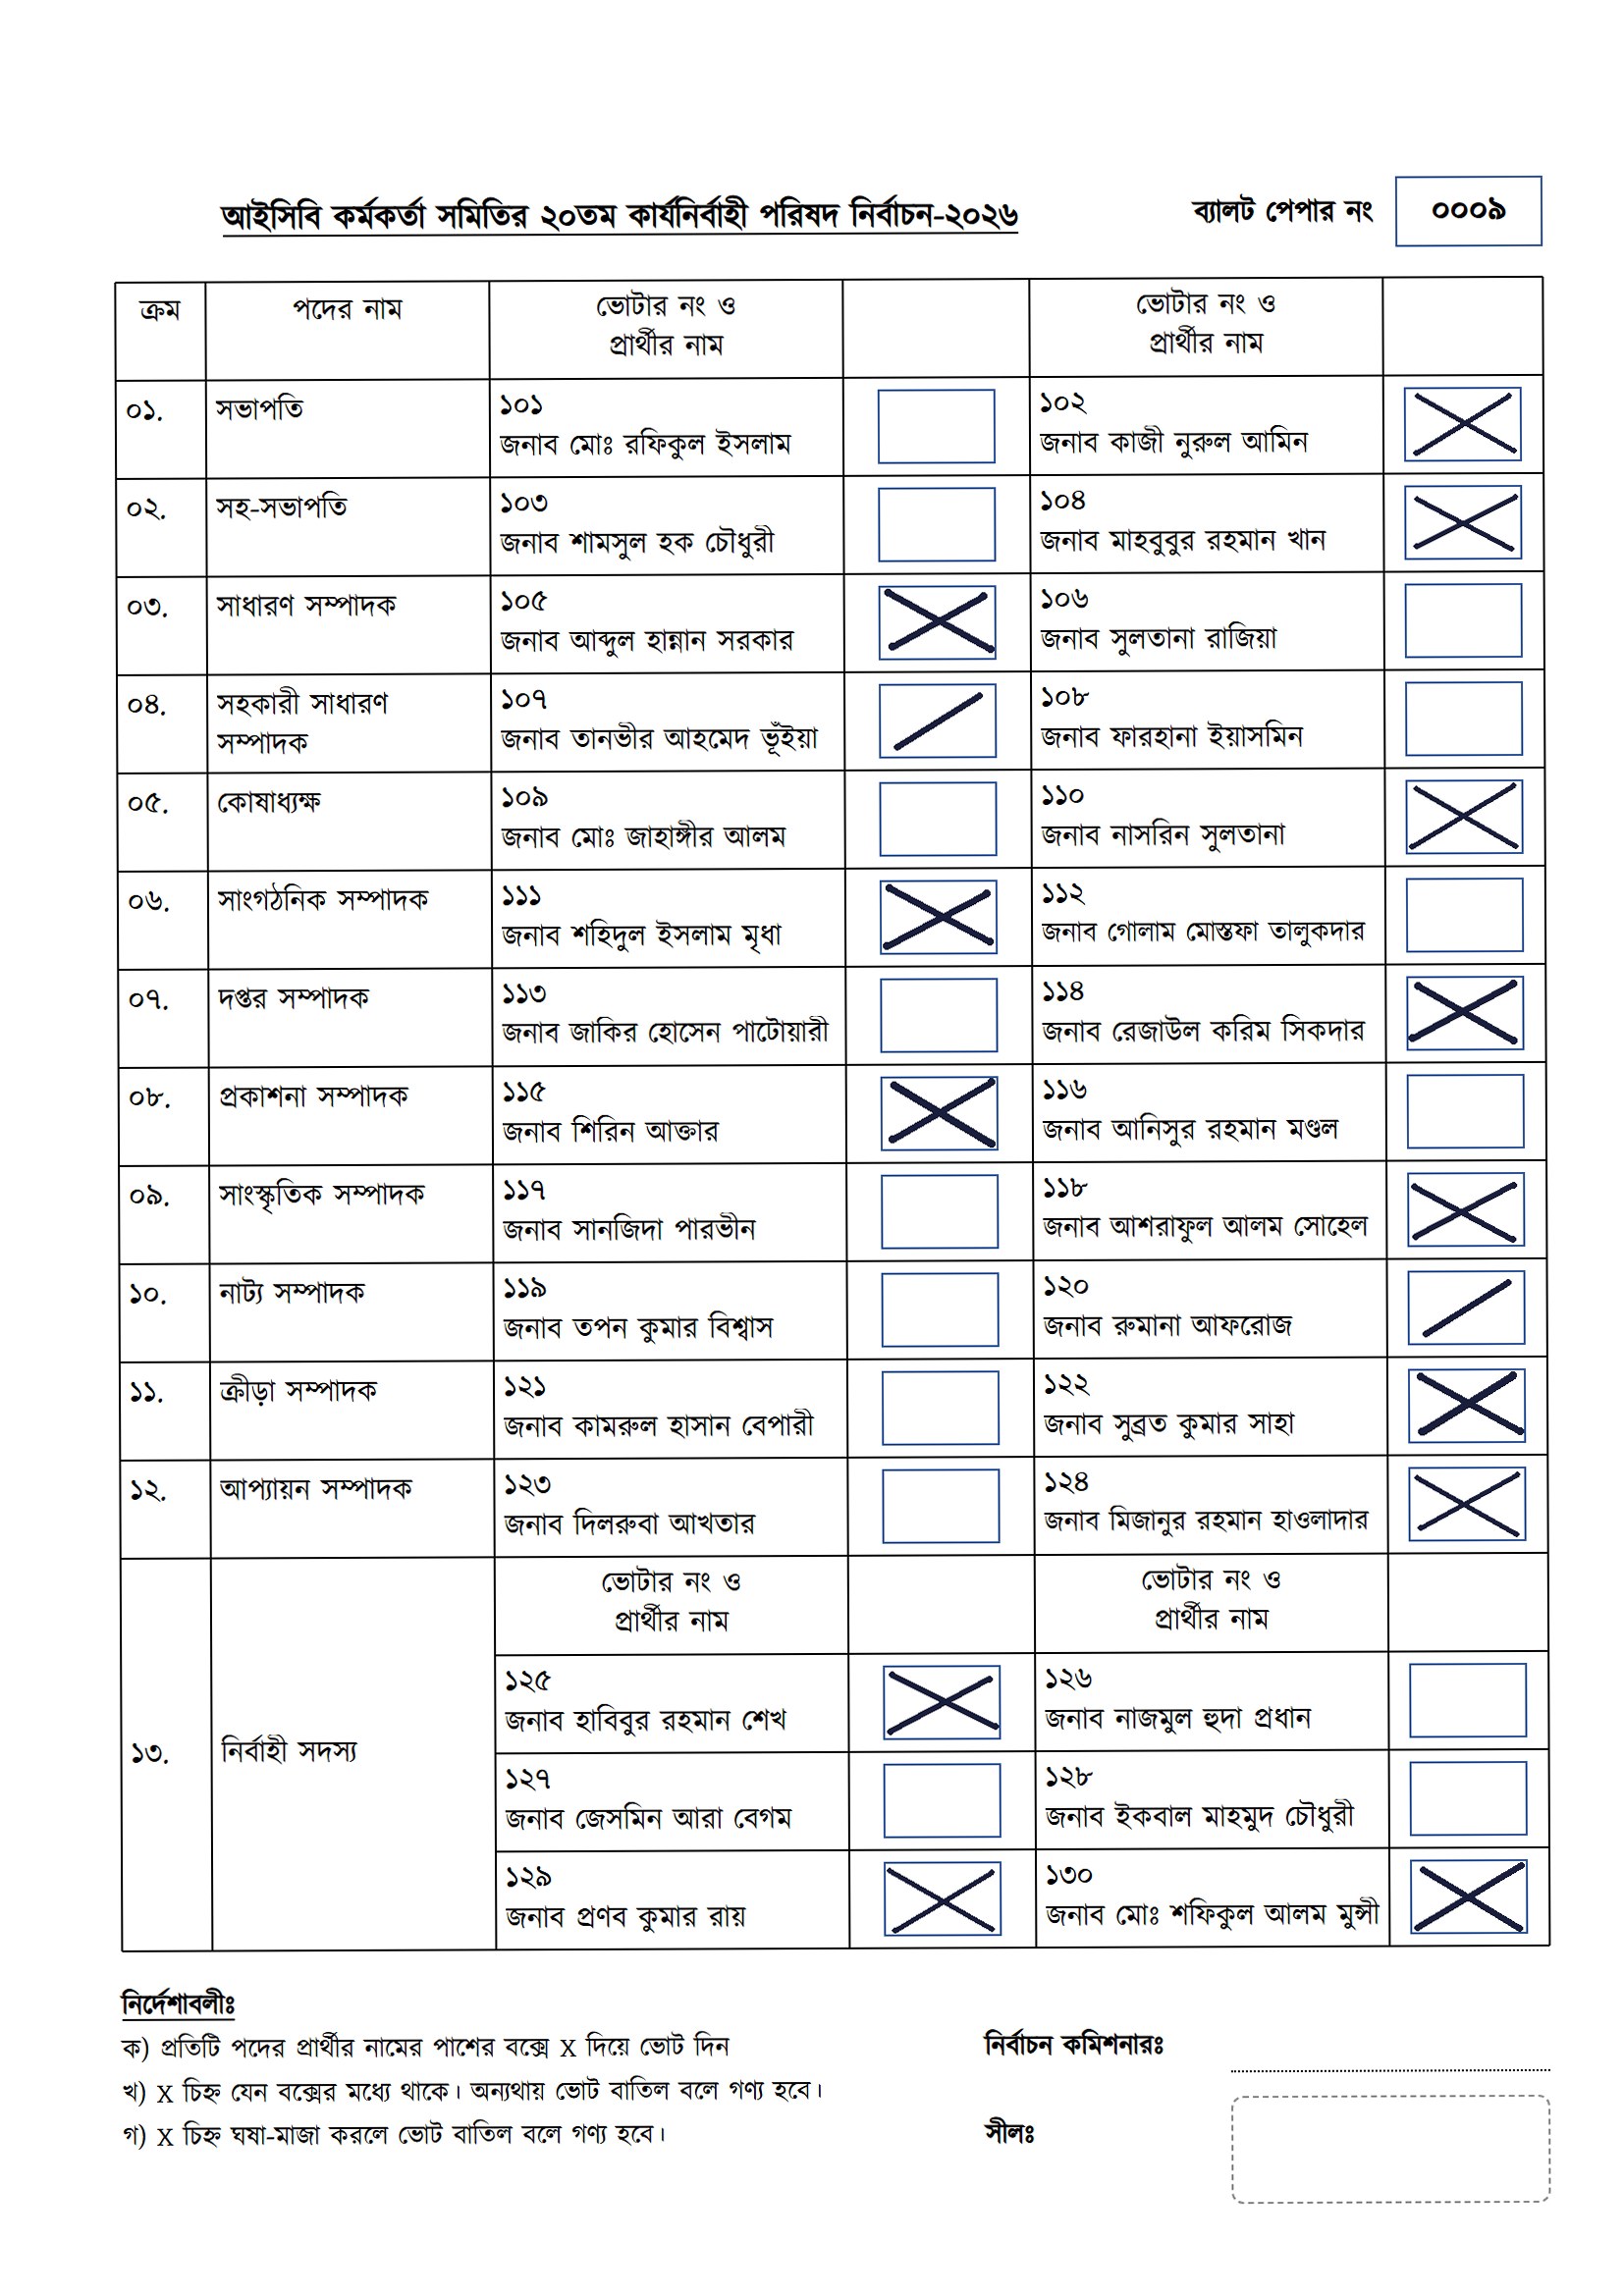 আইসিবি কর্মকর্তা সমিতির ২০তম কার্যনির্বাহী পরিষদ নির্বাচন-২০২৬
ব্যালট পেপার নং ০০০৯
ক্রম পদের নাম ভোটার নং ও ভোটার নং ও
প্রার্থীর নাম প্রার্থীর নাম
০১. সভাপতি ১০১ ১০২
জনাব মোঃ রফিকুল ইসলাম জনাব কাজী নুরুল আমিন
০২. সহ-সভাপতি ১০৩ ১০৪
জনাব শামসুল হক চৌধুরী জনাব মাহবুবুর রহমান খান
০৩. সাধারণ সম্পাদক ১০৫ ১০৬
জনাব আব্দুল হান্নান সরকার জনাব সুলতানা রাজিয়া
০৪. সহকারী সাধারণ ১০৭ ১০৮
সম্পাদক জনাব তানভীর আহমেদ ভূঁইয়া জনাব ফারহানা ইয়াসমিন
০৫. কোষাধ্যক্ষ ১০৯ ১১০
জনাব মোঃ জাহাঙ্গীর আলম জনাব নাসরিন সুলতানা
০৬. সাংগঠনিক সম্পাদক ১১১ ১১২
জনাব শহিদুল ইসলাম মৃধা জনাব গোলাম মোস্তফা তালুকদার
০৭. দপ্তর সম্পাদক ১১৩ ১১৪
জনাব জাকির হোসেন পাটোয়ারী জনাব রেজাউল করিম সিকদার
০৮. প্রকাশনা সম্পাদক ১১৫ ১১৬
জনাব শিরিন আক্তার জনাব আনিসুর রহমান মণ্ডল
০৯. সাংস্কৃতিক সম্পাদক ১১৭ ১১৮
জনাব সানজিদা পারভীন জনাব আশরাফুল আলম সোহেল
১০. নাট্য সম্পাদক ১১৯ ১২০
জনাব তপন কুমার বিশ্বাস জনাব রুমানা আফরোজ
১১. ক্রীড়া সম্পাদক ১২১ ১২২
জনাব কামরুল হাসান বেপারী জনাব সুব্রত কুমার সাহা
১২. আপ্যায়ন সম্পাদক ১২৩ ১২৪
জনাব দিলরুবা আখতার জনাব মিজানুর রহমান হাওলাদার
ভোটার নং ও ভোটার নং ও
প্রার্থীর নাম প্রার্থীর নাম
১৩. নির্বাহী সদস্য
১২৫ ১২৬
জনাব হাবিবুর রহমান শেখ জনাব নাজমুল হুদা প্রধান
১২৭ ১২৮
জনাব জেসমিন আরা বেগম জনাব ইকবাল মাহমুদ চৌধুরী
১২৯ ১৩০
জনাব প্রণব কুমার রায় জনাব মোঃ শফিকুল আলম মুন্সী
নির্দেশাবলীঃ
ক) প্রতিটি পদের প্রার্থীর নামের পাশের বক্সে x দিয়ে ভোট দিন
খ) x চিহ্ন যেন বক্সের মধ্যে থাকে। অন্যথায় ভোট বাতিল বলে গণ্য হবে।
গ) x চিহ্ন ঘষা-মাজা করলে ভোট বাতিল বলে গণ্য হবে।
নির্বাচন কমিশনারঃ
সীলঃ